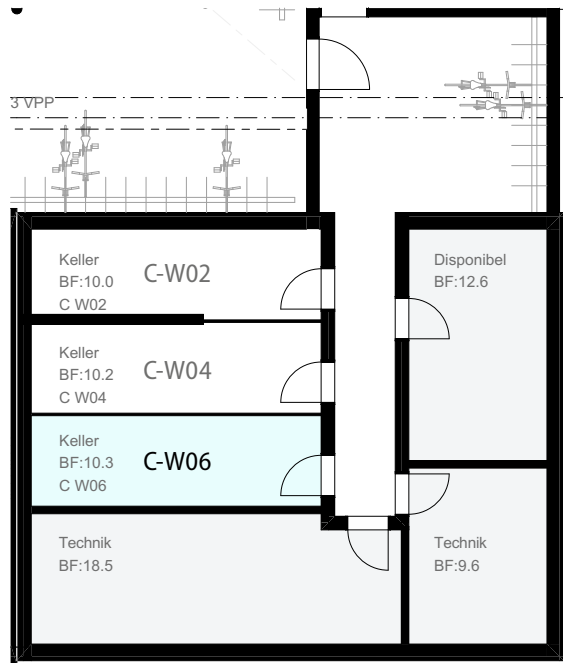 3 VPP
Keller
BF:10.0
C W02
C-W02
Disponibel
BF:12.6
Keller
BF:10.2
C W04
C-W04
Keller
BF:10.3
C W06
C-W06
Technik
BF:18.5
Technik
BF:9.6